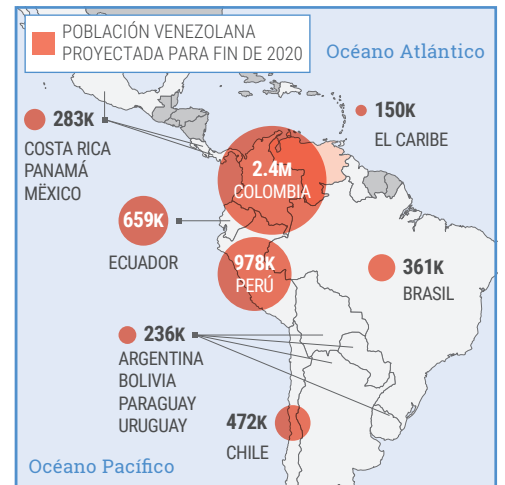 POBLACIÓN VENEZOLANA
PROYECTADA PARA FIN DE 2020
Océano Atlántico
283K
COSTA RICA
PANAMÁ
MËXICO
150K
EL CARIBE
2.4M
COLOMBIA
659K
ECUADOR
978K
PERÚ
361K
BRASIL
236K
ARGENTINA
BOLIVIA
PARAGUAY
URUGUAY
472K
CHILE
Océano Pacífico